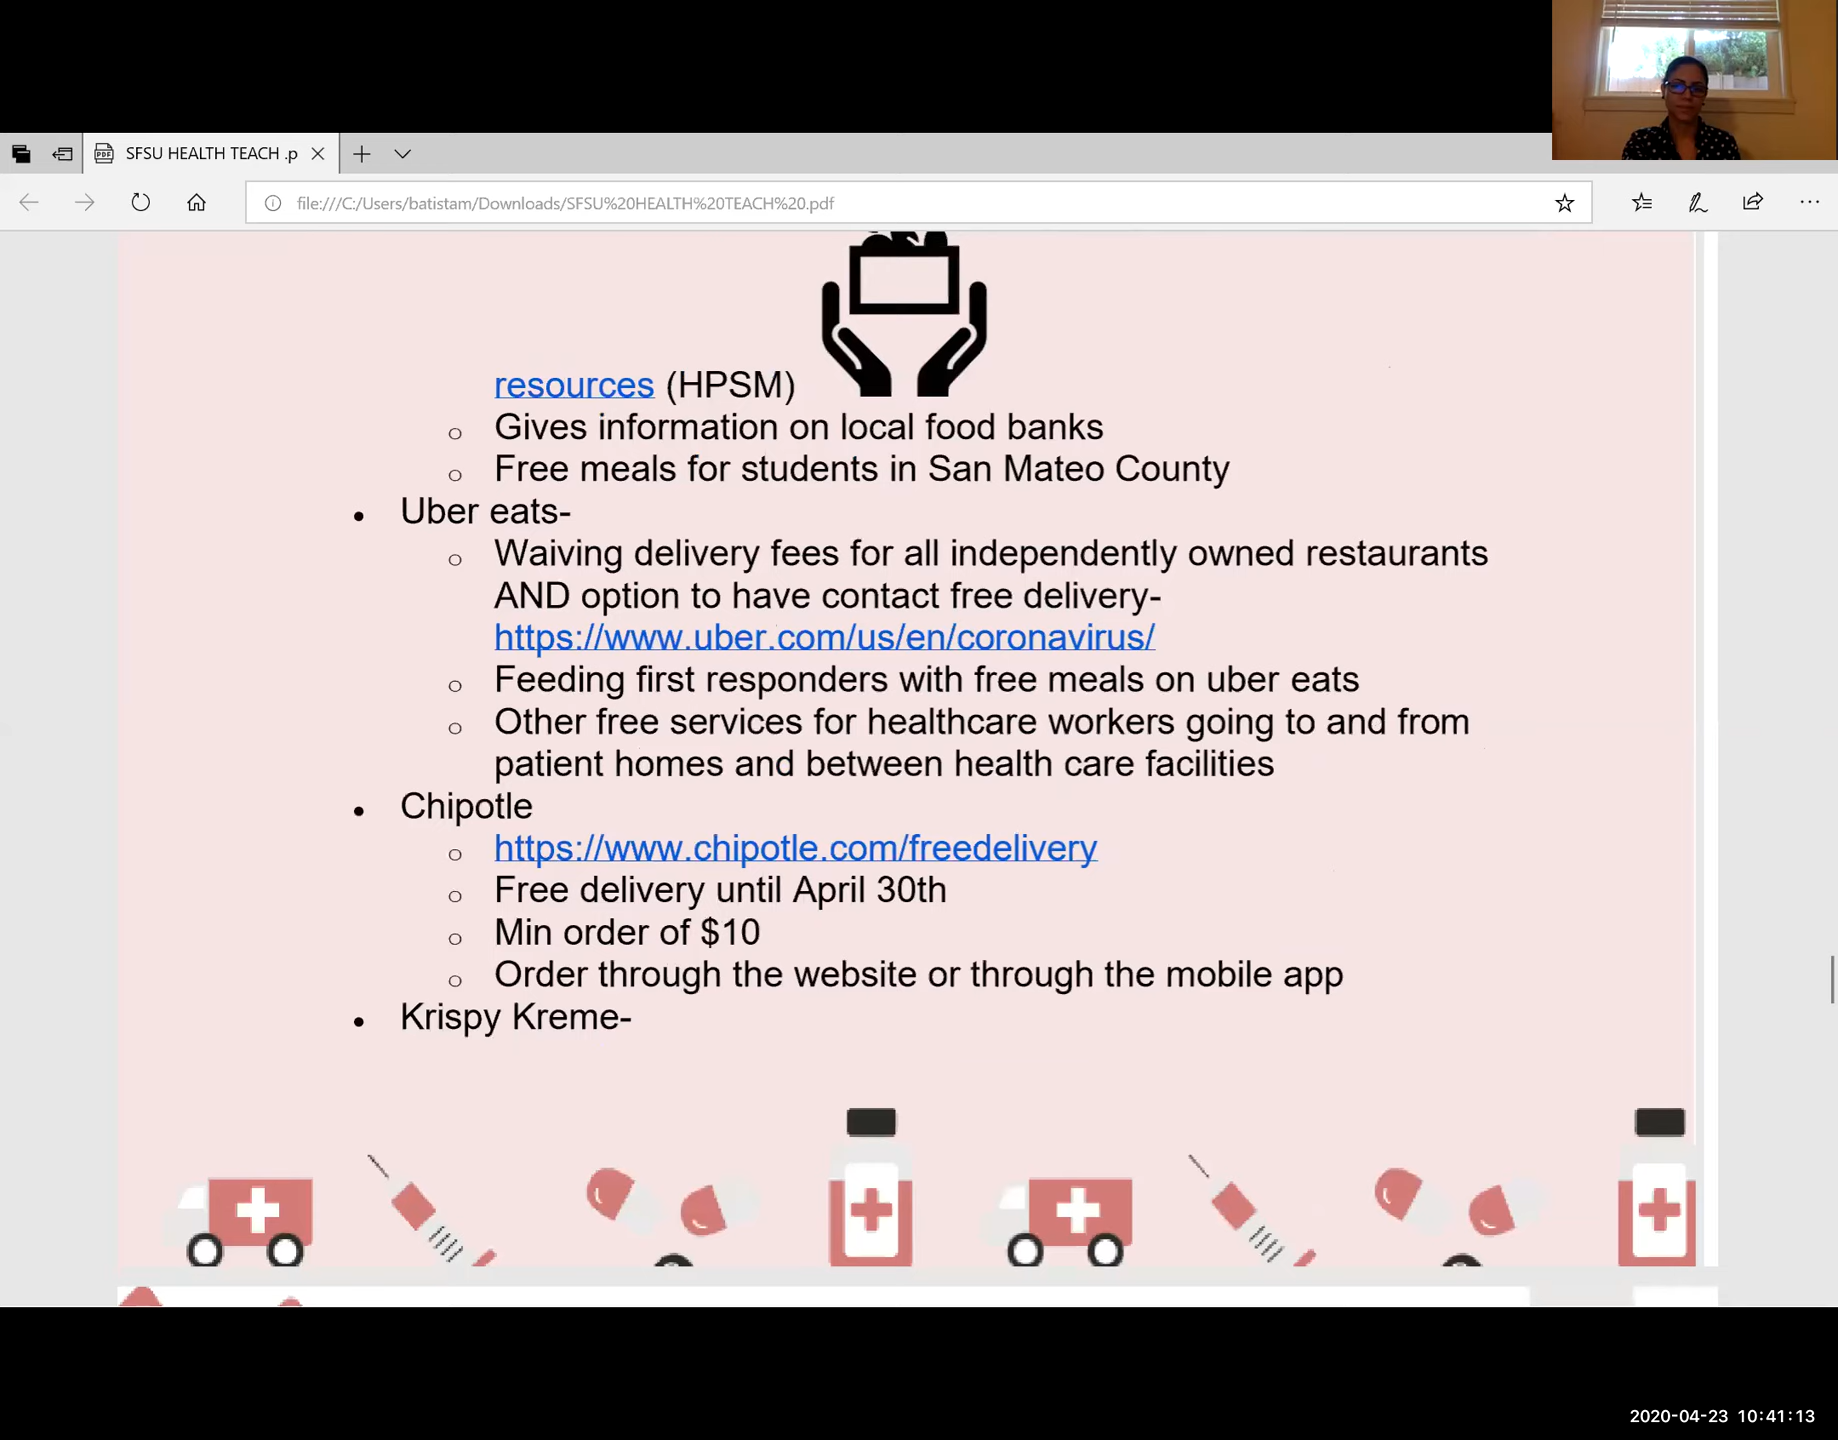 SFSU HEALTH TEACH .p
file:///C:/Users/batistam/Downloads/SFSU%20HEALTH%20TEACH%20.pdf
resources (HPSM)
o Gives information on local food banks
o Free meals for students in San Mateo County
• Uber eats-
o Waiving delivery fees for all independently owned restaurants
AND option to have contact free delivery-
https://www.uber.com/us/en/coronavirus/
o Feeding first responders with free meals on uber eats
o Other free services for healthcare workers going to and from
patient homes and between health care facilities
• Chipotle
o https://www.chipotle.com/freedelivery
o Free delivery until April 30th
o Min order of $10
o Order through the website or through the mobile app
• Krispy Kreme-
2020-04-23 10:41:13